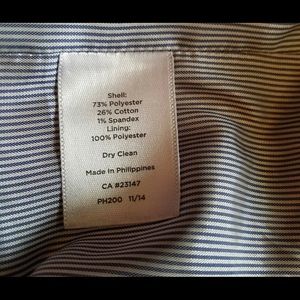 Shell:
73% Polyester
26% Cotton
1% Spandex
Lining:
100% Polyester
Dry Clean
Made in Philippines
CA #23147
PH200 11/14